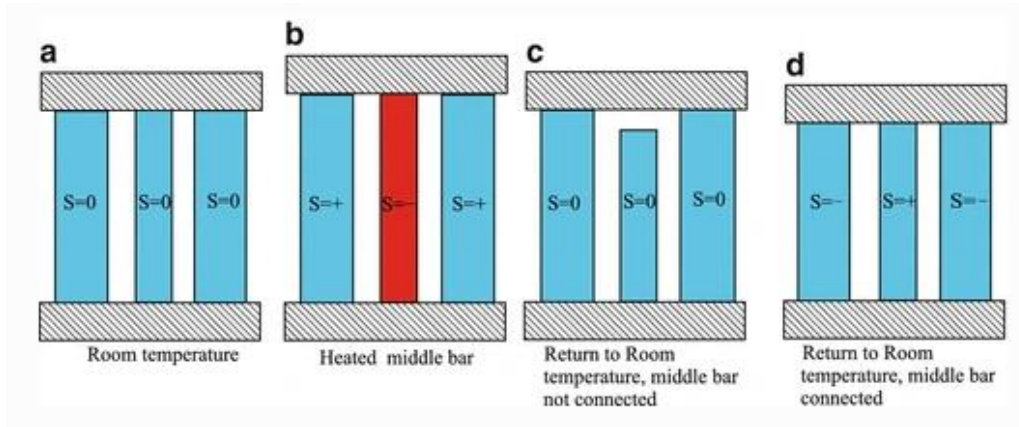 a
b
c
d
S=0
S=0
S=0
S=+
S=-
S=+
S=0
S=0
S=0
S=-
S=+
S=-
Room temperature
Heated middle bar
Return to Room
temperature, middle bar
not connected
Return to Room
temperature, middle bar
connected